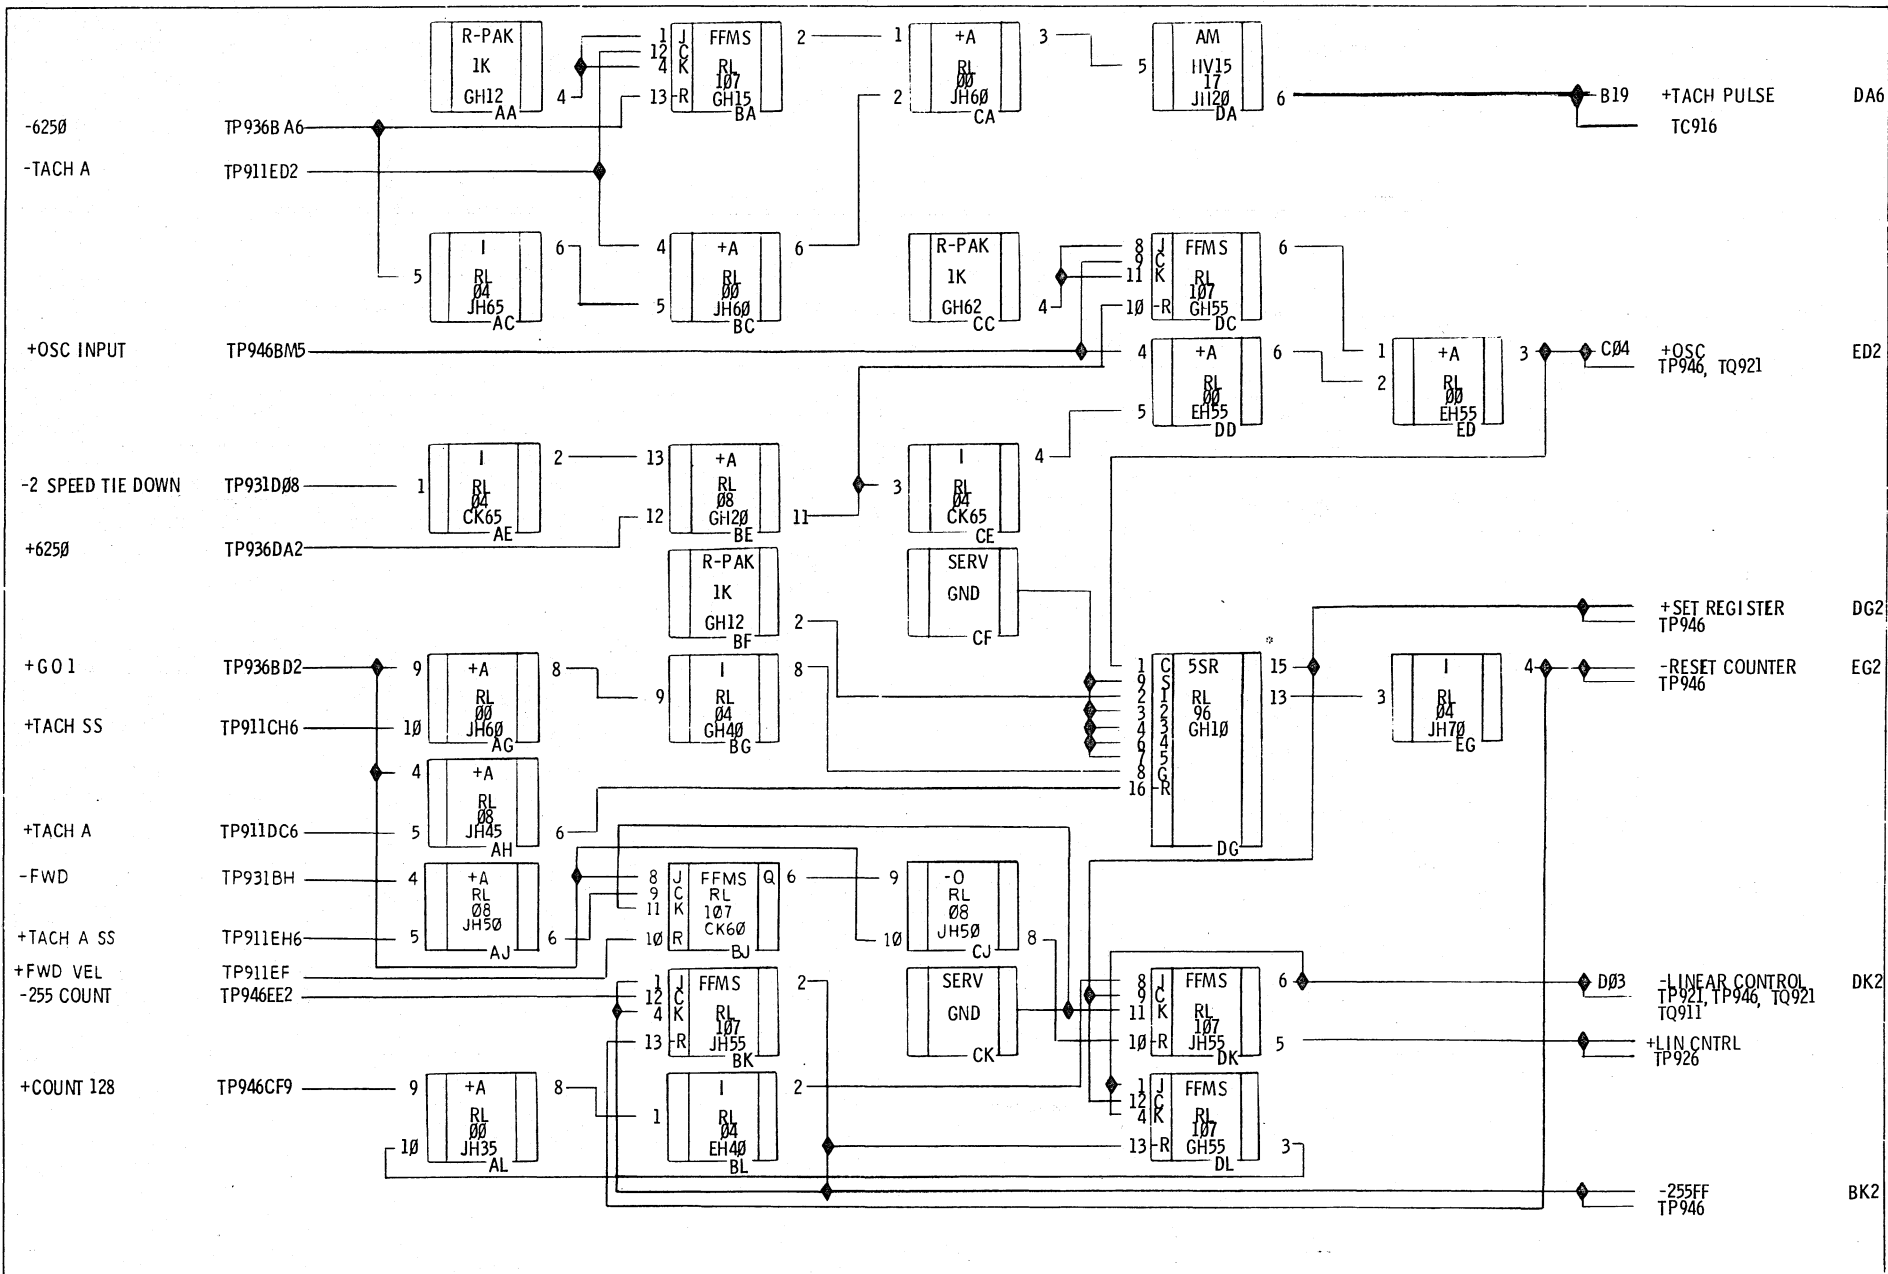 R-PAK
1K
GH12
4
AA
1 J FFMS 2
12 C
4 K RL
107
13 -R GH15
BA
1 +A 3
RL
00
2 JH60
CA
AM
5 HV15
17
JH20 6
DA
B19 +TACH PULSE DA6
TC916
-6250 TP936BA6
-TACH A TP911ED2
I 6
5 RL
04
JH65
AC
4 +A 6
RL
00
5 JH60
BC
R-PAK
1K
GH62 4
CC
8 J FFMS 6
9 C
11 K RL
107
10 -R GH55
DC
+OSC INPUT TP946BM5
4 +A 6
RL
00
5 EH55
DD
1 +A 3
2 RL
00
EH55
ED
C04 +OSC ED2
TP946, TQ921
-2 SPEED TIE DOWN TP931D08
I 2
1 RL
04
CK65
AE
13 +A
RL
08
12 GH20 11
BE
I 4
3 RL
04
CK65
CE
+6250 TP936DA2
R-PAK
1K
GH12 2
BF
SERV
GND
CF
+SET REGISTER DG2
TP946
+GO1 TP936BD2
9 +A 8
RL
00
10 JH60
AG
I 8
9 RL
04
GH40
BG
1 C 5SR 15
9 S
2 1 RL 13
3 2 96
4 3 GH10
6 4
7 5
8 G
16 -R
DG
I 4
3 RL
04
JH70
EG
-RESET COUNTER EG2
TP946
+TACH SS TP911CH6
4 +A
RL
08
5 JH45 6
AH
+TACH A TP911DC6
-FWD TP931BH
4 +A
RL
08
JH50
5 6
AJ
8 J FFMS Q 6
9 C RL
11 K 107
CK60
10 R
BJ
9 -O
RL
08
JH50
10 8
CJ
+TACH A SS TP911EH6
+FWD VEL TP911EF
-255 COUNT TP946EE2
1 J FFMS 2
12 C
4 K RL
107
13 -R JH55
BK
SERV
GND
CK
8 J FFMS 6
9 C
11 K RL
107
10 -R JH55 5
DK
D03 -LINEAR CONTROL DK2
TP921, TP946, TQ921
TQ911
+LIN CNTRL
TP926
+COUNT 128 TP946CF9
9 +A 8
RL
00
10 JH35
AL
I 2
1 RL
04
EH40
BL
1 J FFMS
12 C
4 K RL
107
13 -R GH55 3
DL
-255FF BK2
TP946